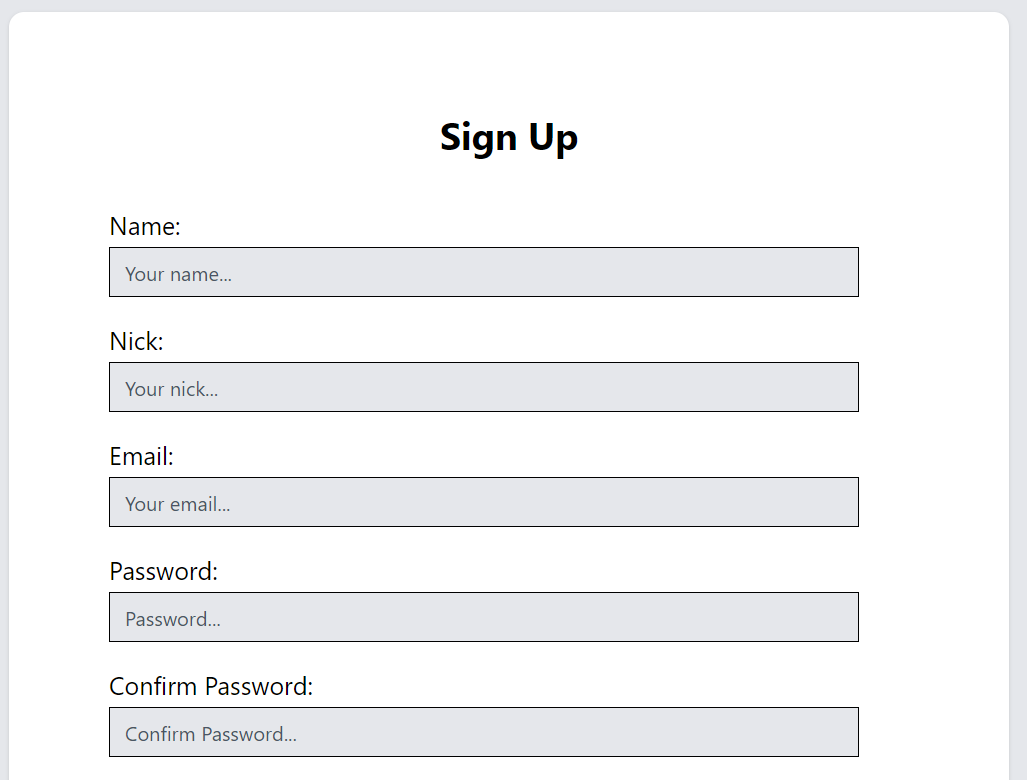 Sign Up
Name:
Your name...
Nick:
Your nick...
Email:
Your email...
Password:
Password...
Confirm Password:
Confirm Password...